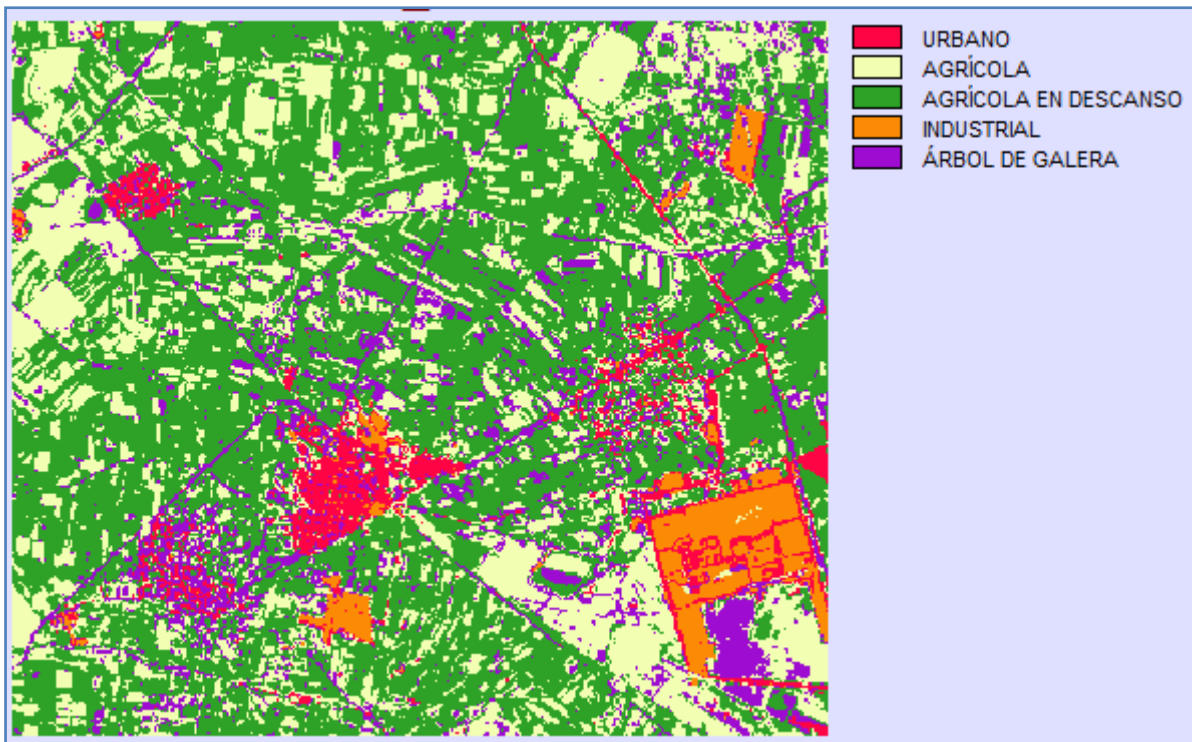 URBANO
AGRÍCOLA
AGRÍCOLA EN DESCANSO
INDUSTRIAL
ÁRBOL DE GALERA